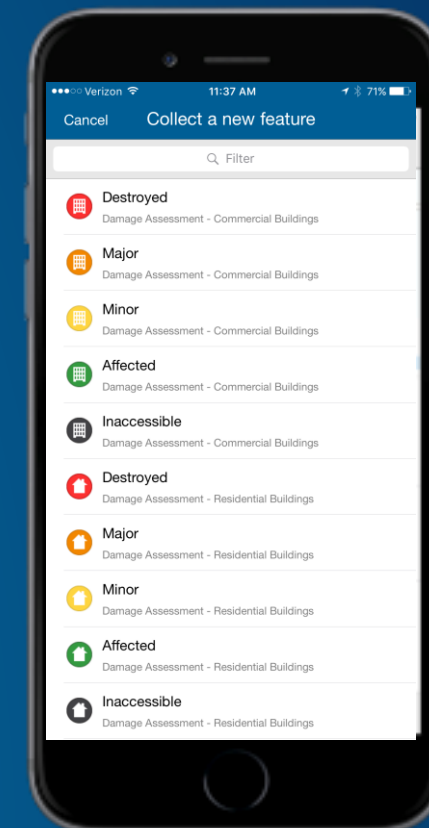 Verizon 11:37 AM 71%
Cancel Collect a new feature
Filter
Destroyed
Damage Assessment - Commercial Buildings
Major
Damage Assessment - Commercial Buildings
Minor
Damage Assessment - Commercial Buildings
Affected
Damage Assessment - Commercial Buildings
Inaccessible
Damage Assessment - Commercial Buildings
Destroyed
Damage Assessment - Residential Buildings
Major
Damage Assessment - Residential Buildings
Minor
Damage Assessment - Residential Buildings
Affected
Damage Assessment - Residential Buildings
Inaccessible
Damage Assessment - Residential Buildings